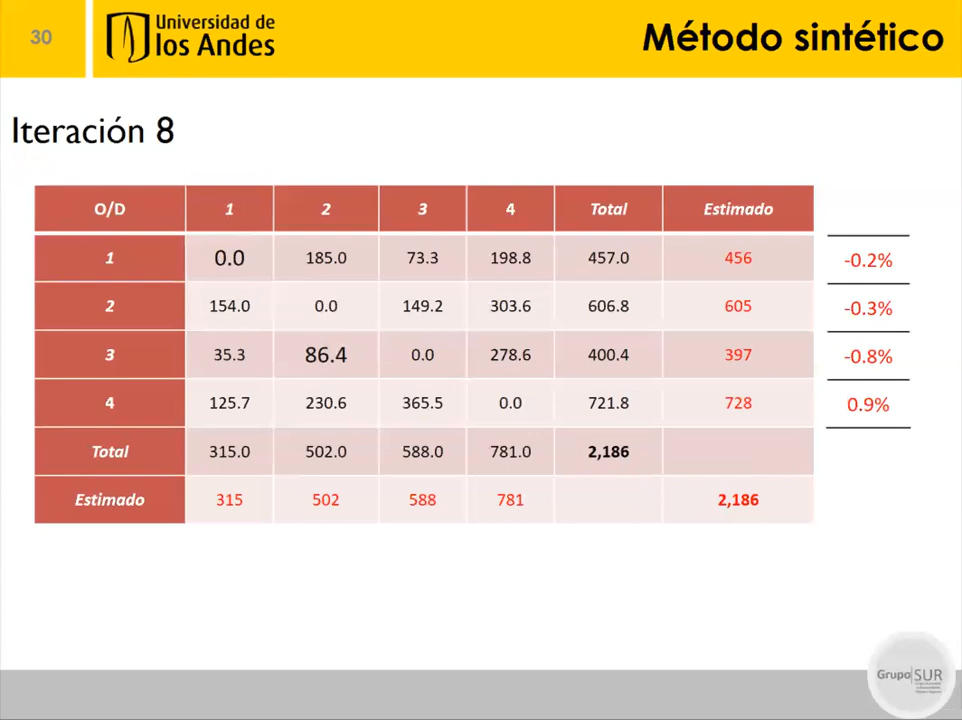 30
Universidad de
los Andes
Método sintético
Iteración 8
O/D 1 2 3 4 Total Estimado
1 0.0 185.0 73.3 198.8 457.0 456 -0.2%
2 154.0 0.0 149.2 303.6 606.8 605 -0.3%
3 35.3 86.4 0.0 278.6 400.4 397 -0.8%
4 125.7 230.6 365.5 0.0 721.8 728 0.9%
Total 315.0 502.0 588.0 781.0 2,186
Estimado 315 502 588 781 2,186
Grupo SUR